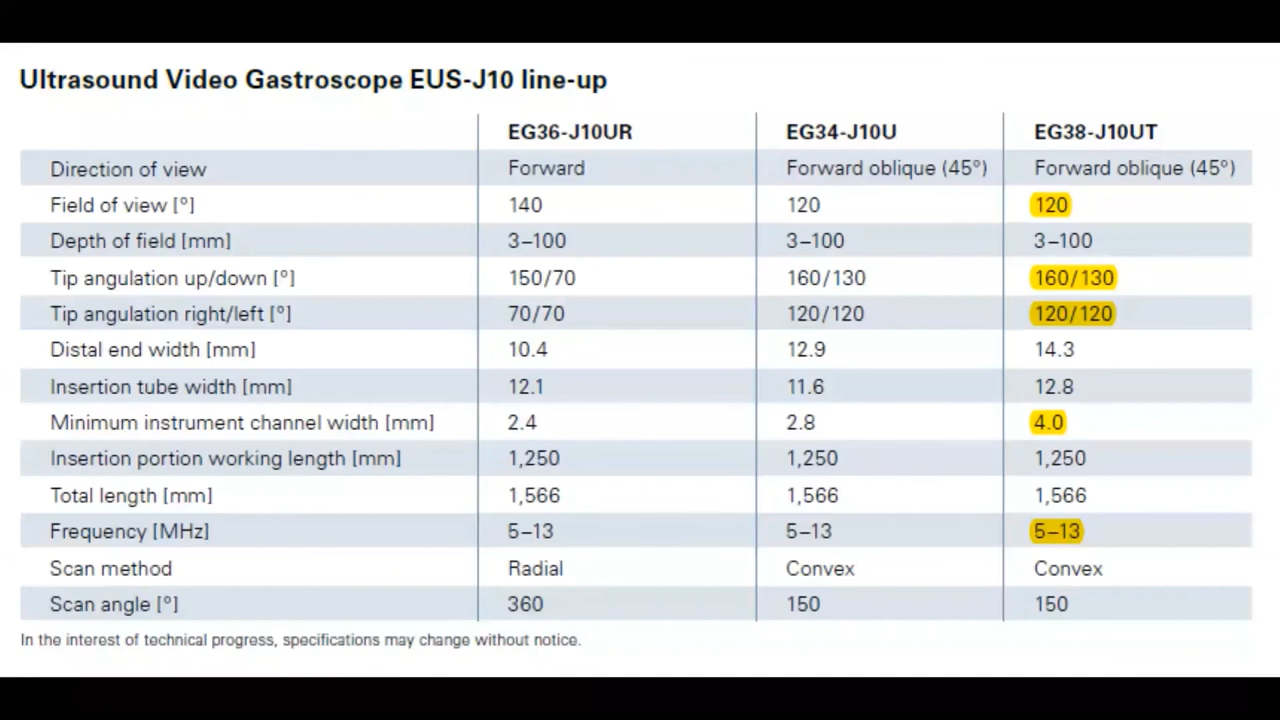 Ultrasound Video Gastroscope EUS-J10 line-up
EG36-J10UR EG34-J10U EG38-J10UT
Direction of view Forward Forward oblique (45°) Forward oblique (45°)
Field of view [°] 140 120 120
Depth of field [mm] 3–100 3–100 3–100
Tip angulation up/down [°] 150/70 160/130 160/130
Tip angulation right/left [°] 70/70 120/120 120/120
Distal end width [mm] 10.4 12.9 14.3
Insertion tube width [mm] 12.1 11.6 12.8
Minimum instrument channel width [mm] 2.4 2.8 4.0
Insertion portion working length [mm] 1,250 1,250 1,250
Total length [mm] 1,566 1,566 1,566
Frequency [MHz] 5–13 5–13 5–13
Scan method Radial Convex Convex
Scan angle [°] 360 150 150
In the interest of technical progress, specifications may change without notice.